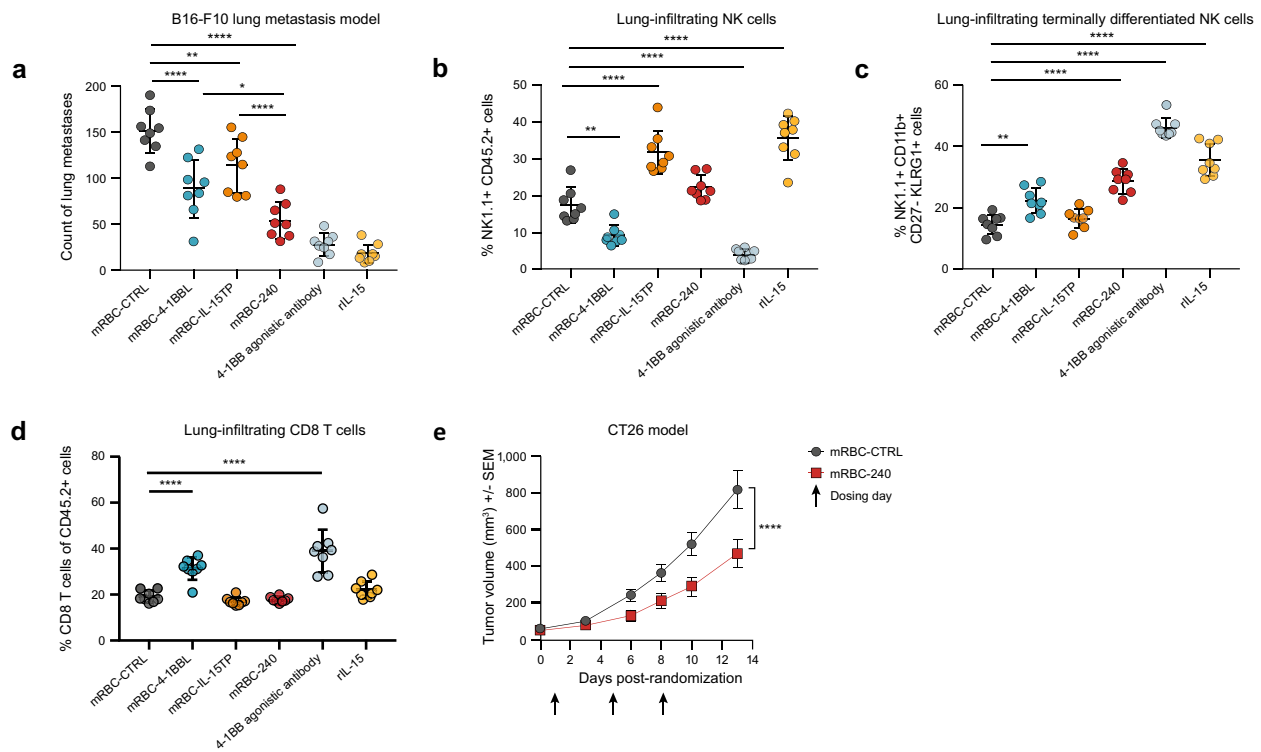 a
B16-F10 lung metastasis model
****
**
****
*
****
Count of lung metastases
200
150
100
50
0
mRBC-CTRL
mRBC-4-1BBL
mRBC-IL-15TP
mRBC-240
4-1BB agonistic antibody
rIL-15
b
Lung-infiltrating NK cells
****
****
****
**
% NK1.1+ CD45.2+ cells
50
40
30
20
10
0
mRBC-CTRL
mRBC-4-1BBL
mRBC-IL-15TP
mRBC-240
4-1BB agonistic antibody
rIL-15
c
Lung-infiltrating terminally differentiated NK cells
****
****
****
**
% NK1.1+ CD11b+
CD27- KLRG1+ cells
60
40
20
0
mRBC-CTRL
mRBC-4-1BBL
mRBC-IL-15TP
mRBC-240
4-1BB agonistic antibody
rIL-15
d
Lung-infiltrating CD8 T cells
****
****
% CD8 T cells of CD45.2+ cells
80
60
40
20
0
mRBC-CTRL
mRBC-4-1BBL
mRBC-IL-15TP
mRBC-240
4-1BB agonistic antibody
rIL-15
e
CT26 model
Tumor volume (mm³) +/- SEM
1,000
800
600
400
200
0
0 2 4 6 8 10 12 14
Days post-randomization
****
mRBC-CTRL
mRBC-240
Dosing day